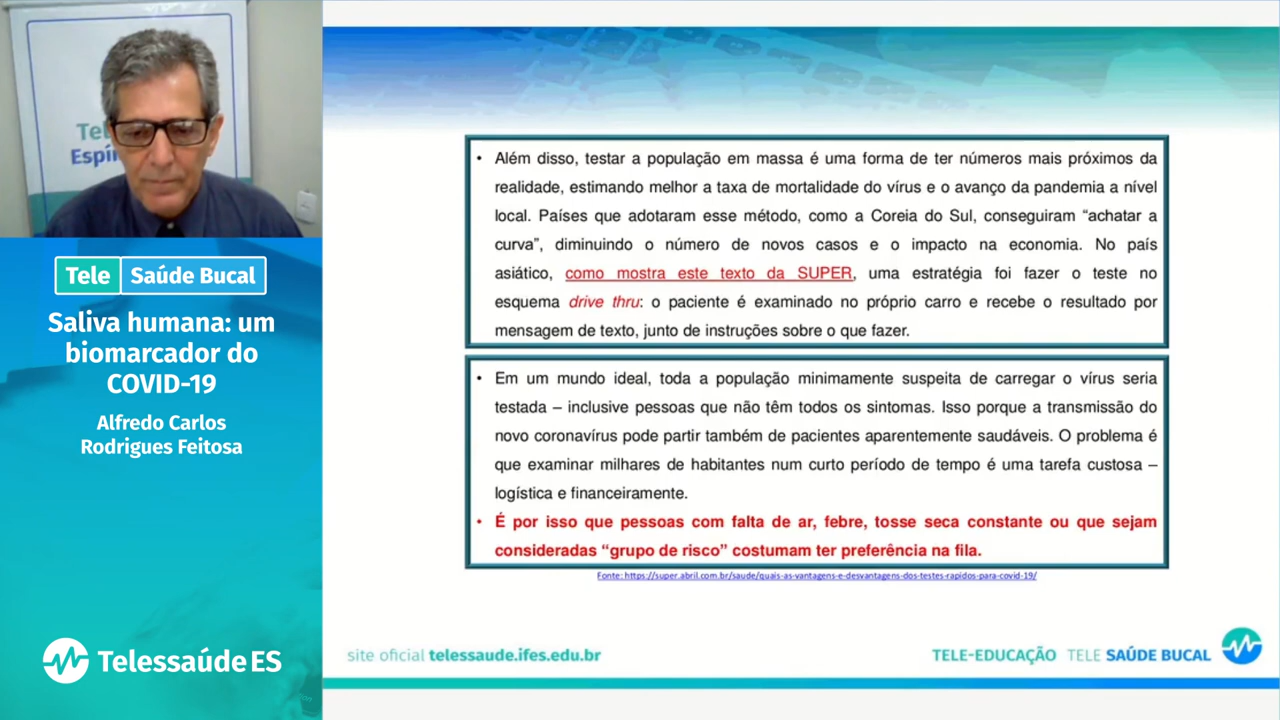 Tel
Espír
Tele Saúde Bucal
Saliva humana: um
biomarcador do
COVID-19
Alfredo Carlos
Rodrigues Feitosa
Telessaúde ES
• Além disso, testar a população em massa é uma forma de ter números mais próximos da
realidade, estimando melhor a taxa de mortalidade do vírus e o avanço da pandemia a nível
local. Países que adotaram esse método, como a Coreia do Sul, conseguiram “achatar a
curva”, diminuindo o número de novos casos e o impacto na economia. No país
asiático, como mostra este texto da SUPER, uma estratégia foi fazer o teste no
esquema drive thru: o paciente é examinado no próprio carro e recebe o resultado por
mensagem de texto, junto de instruções sobre o que fazer.
• Em um mundo ideal, toda a população minimamente suspeita de carregar o vírus seria
testada – inclusive pessoas que não têm todos os sintomas. Isso porque a transmissão do
novo coronavírus pode partir também de pacientes aparentemente saudáveis. O problema é
que examinar milhares de habitantes num curto período de tempo é uma tarefa custosa –
logística e financeiramente.
• É por isso que pessoas com falta de ar, febre, tosse seca constante ou que sejam
consideradas “grupo de risco” costumam ter preferência na fila.
Fonte: https://super.abril.com.br/saude/quais-as-vantagens-e-desvantagens-dos-testes-rapidos-para-covid-19/
site oficial telessaude.ifes.edu.br
TELE-EDUCAÇÃO TELE SAÚDE BUCAL